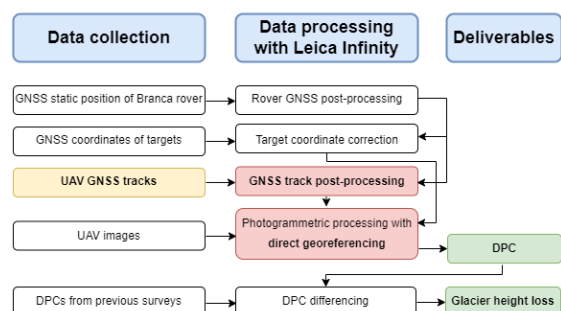 Data collection
Data processing
with Leica Infinity
Deliverables
GNSS static position of Branca rover
Rover GNSS post-processing
GNSS coordinates of targets
Target coordinate correction
UAV GNSS tracks
GNSS track post-processing
UAV images
Photogrammetric processing with
direct georeferencing
DPC
DPCs from previous surveys
DPC differencing
Glacier height loss